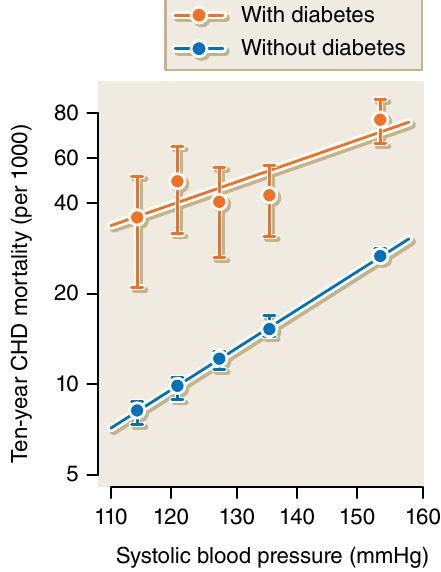 With diabetes
Without diabetes
80
60
40
20
10
5
Ten-year CHD mortality (per 1000)
110 120 130 140 150 160
Systolic blood pressure (mmHg)